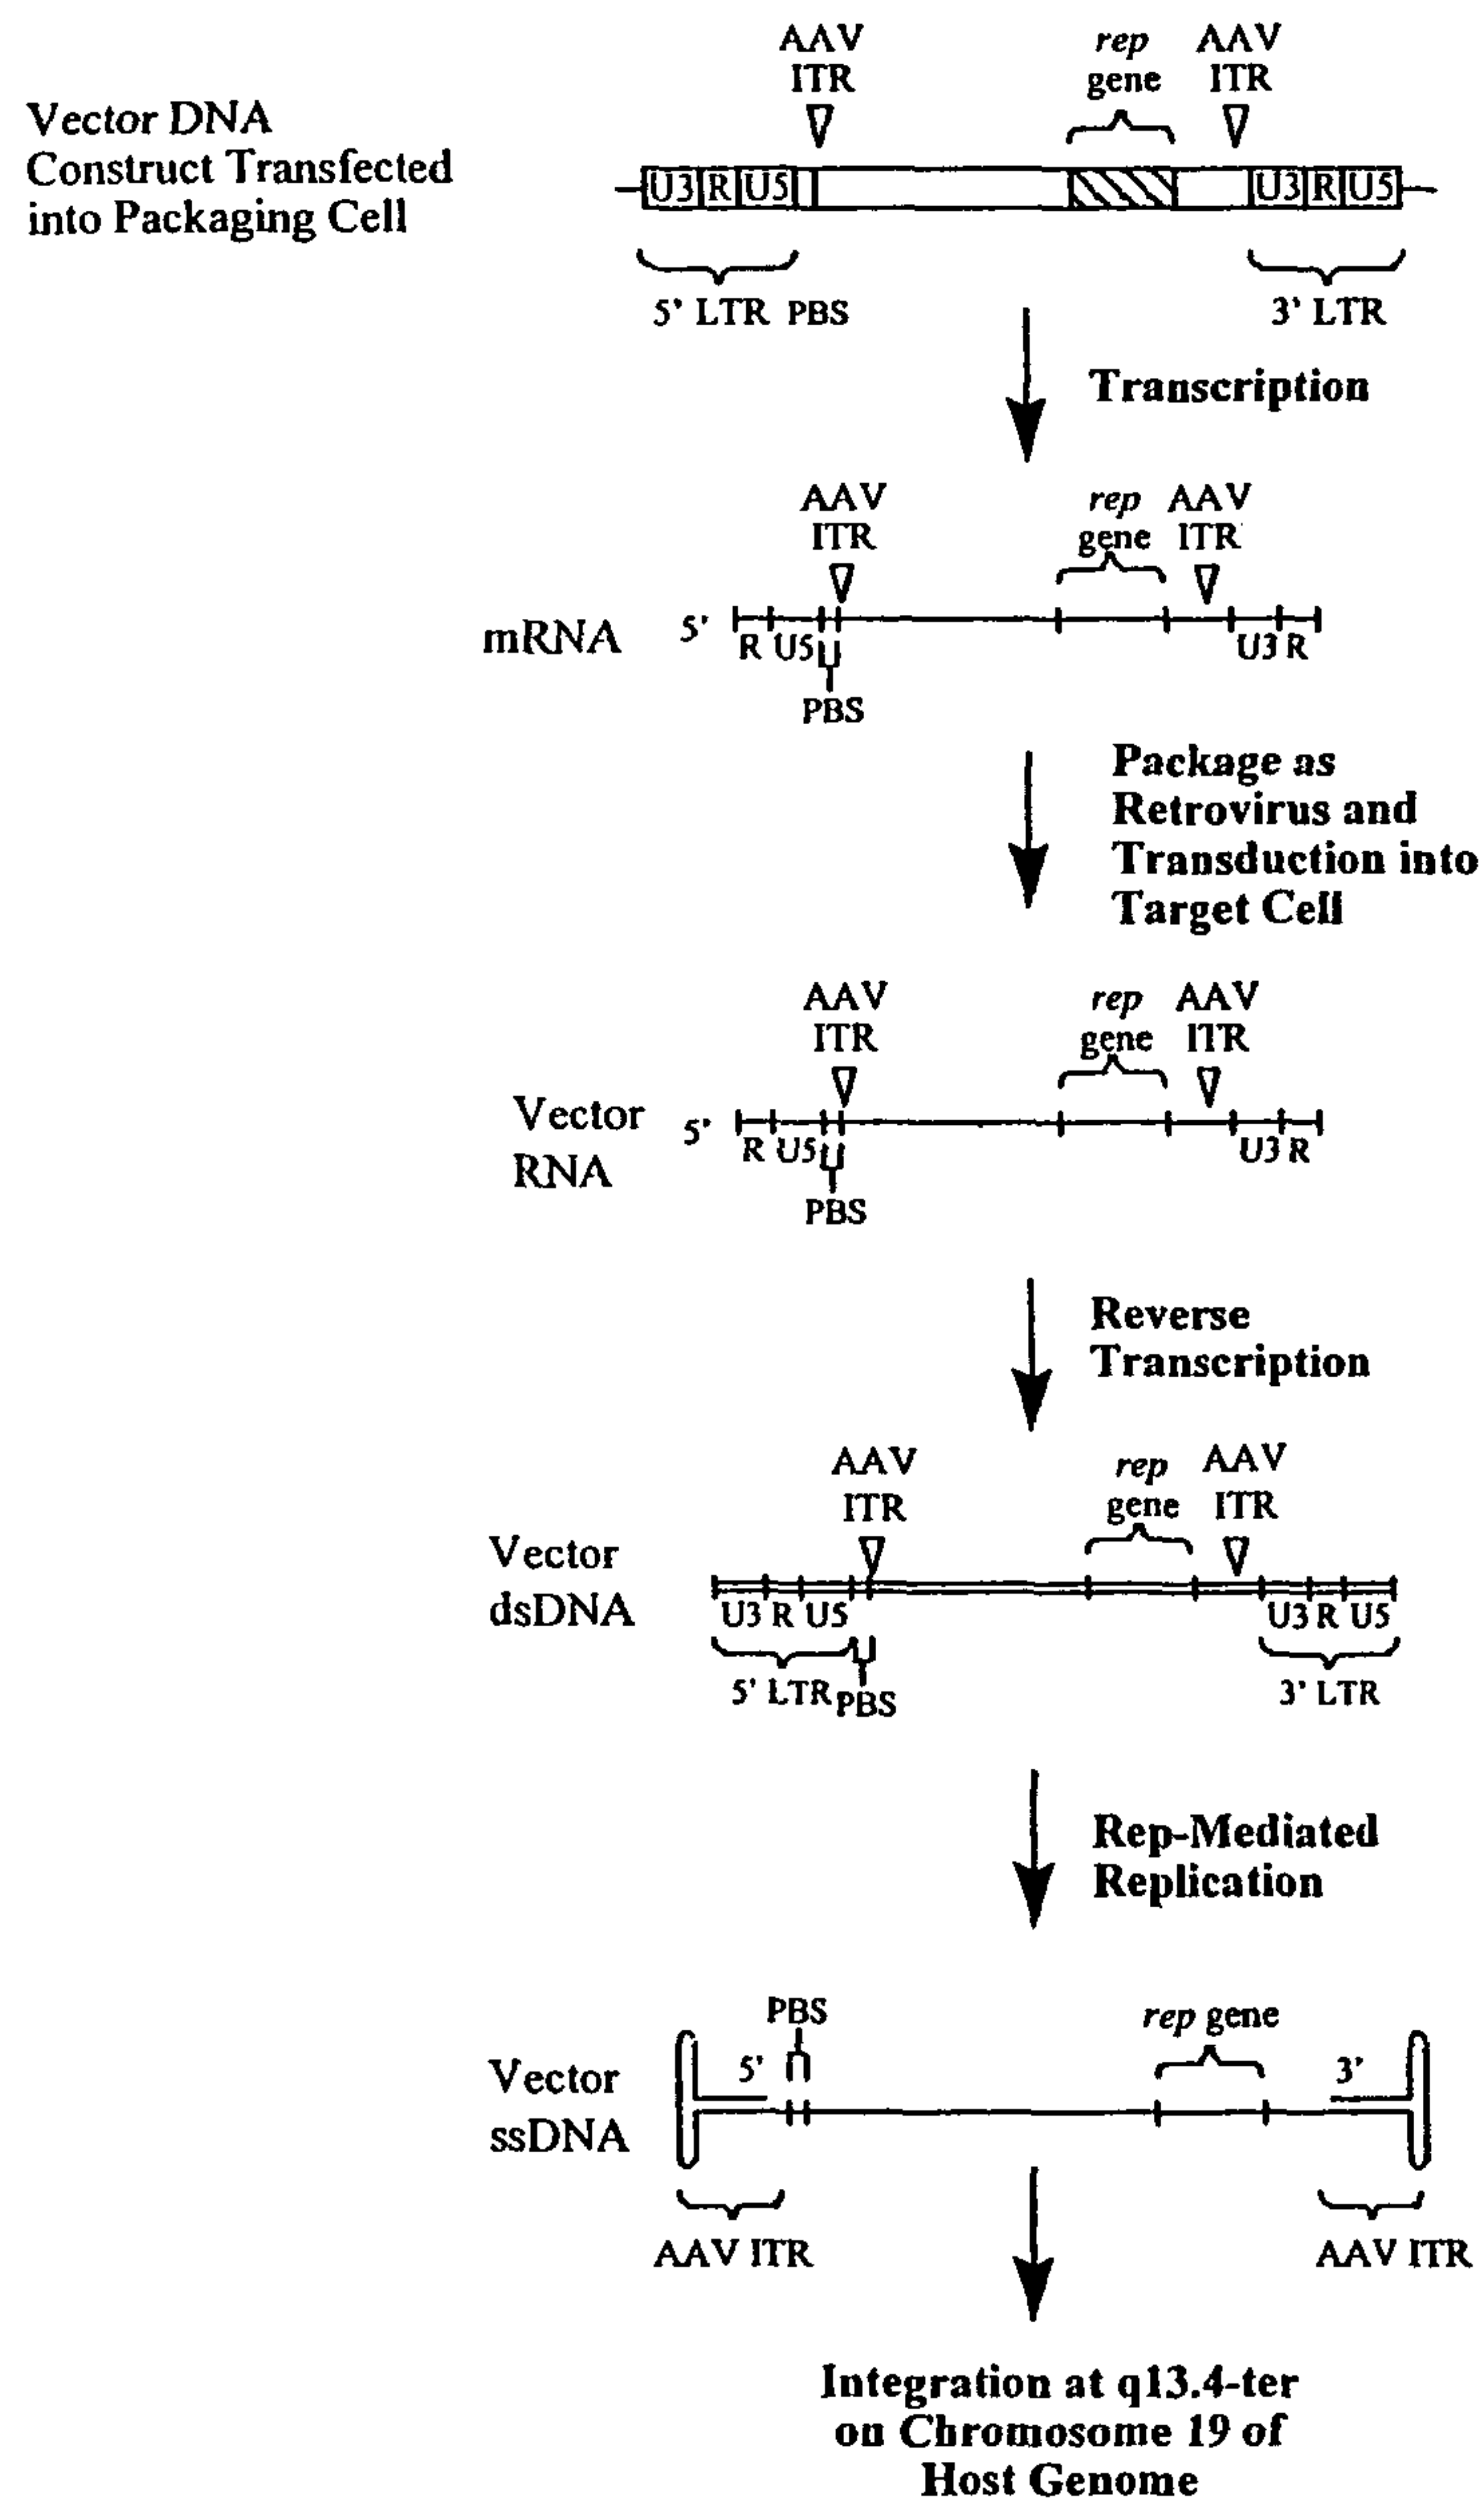 AAV
ITR
rep
gene
AAV
ITR
Vector DNA
Construct Transfected
into Packaging Cell
U3 R U5
U3 R U5
5' LTR PBS
3' LTR
Transcription
AAV
ITR
rep
gene
AAV
ITR
mRNA
5'
R U5
U3 R
PBS
Package as
Retrovirus and
Transduction into
Target Cell
AAV
ITR
rep
gene
AAV
ITR
Vector
RNA
5'
R U5
U3 R
PBS
Reverse
Transcription
AAV
ITR
rep
gene
AAV
ITR
Vector
dsDNA
U3 R U5
U3 R U5
5' LTR PBS
3' LTR
Rep-Mediated
Replication
PBS
rep gene
Vector
ssDNA
5'
3'
AAV ITR
AAV ITR
Integration at q13.4-ter
on Chromosome 19 of
Host Genome